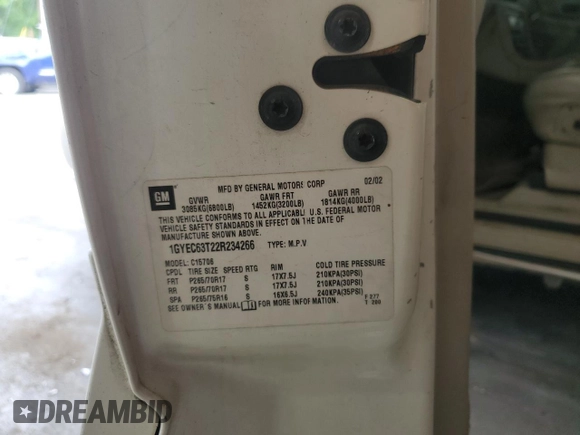 GM
MFD BY GENERAL MOTORS CORP 02/02
GVWR GAWR FRT GAWR RR
3085KG(6800LB) 1452KG(3200LB) 1814KG(4000LB)
THIS VEHICLE CONFORMS TO ALL APPLICABLE U.S. FEDERAL MOTOR
VEHICLE SAFETY STANDARDS IN EFFECT ON THE DATE OF
MANUFACTURE SHOWN ABOVE.
1GYEC63T22R234266 TYPE: M.P.V
MODEL: C15706
CPDL TIRE SIZE SPEED RTG RIM COLD TIRE PRESSURE
FRT P265/70R17 S 17X7.5J 210KPA(30PSI)
RR P265/70R17 S 17X7.5J 210KPA(30PSI)
SPA P265/75R16 S 16X6.5J 240KPA(35PSI)
SEE OWNER'S MANUAL FOR MORE INFORMATION.
F 277
T 200
DREAMBID